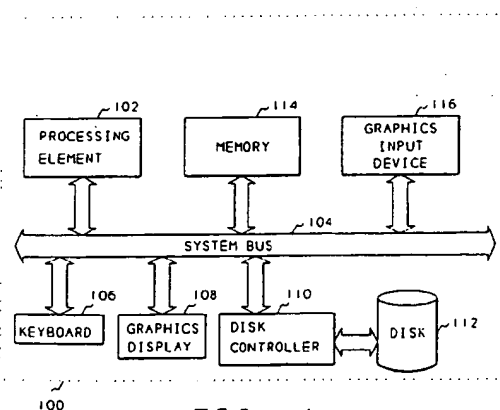 102
114
116
PROCESSING
ELEMENT
MEMORY
GRAPHICS
INPUT
DEVICE
104
SYSTEM BUS
106
108
110
KEYBOARD
GRAPHICS
DISPLAY
DISK
CONTROLLER
DISK
112
100